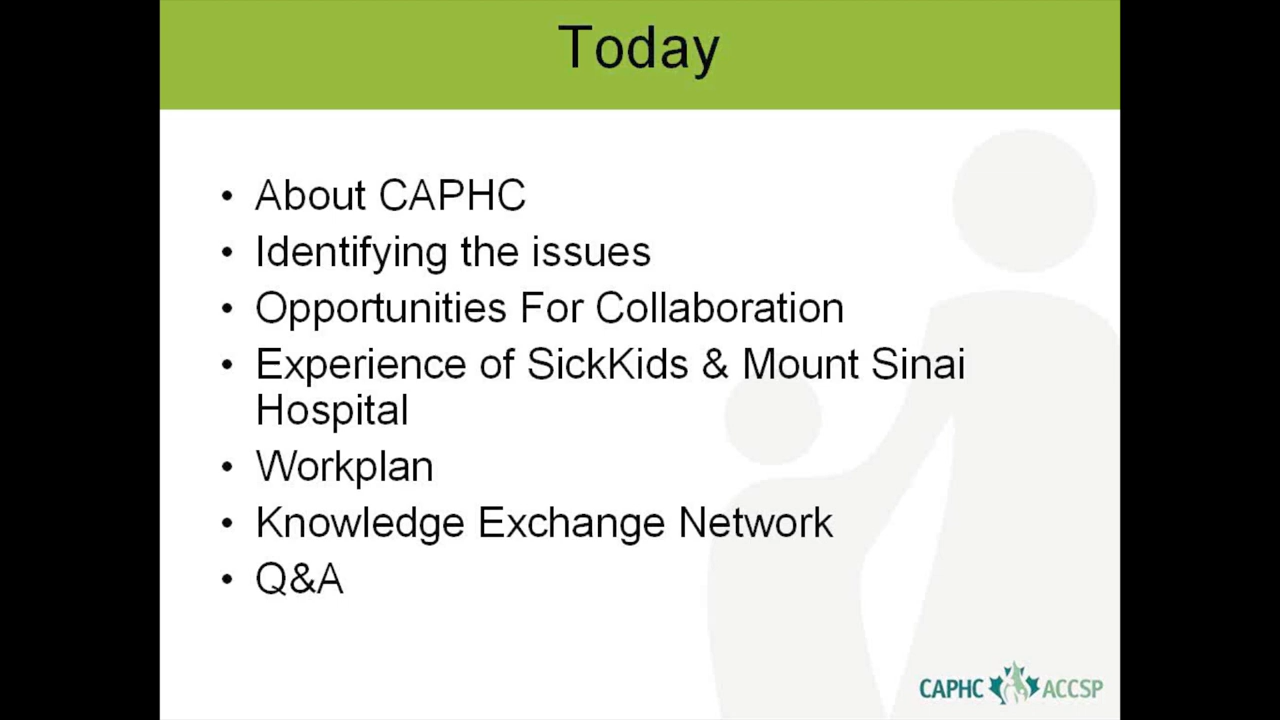 Today
• About CAPHC
• Identifying the issues
• Opportunities For Collaboration
• Experience of SickKids & Mount Sinai
Hospital
• Workplan
• Knowledge Exchange Network
• Q&A
CAPHC ACCSP